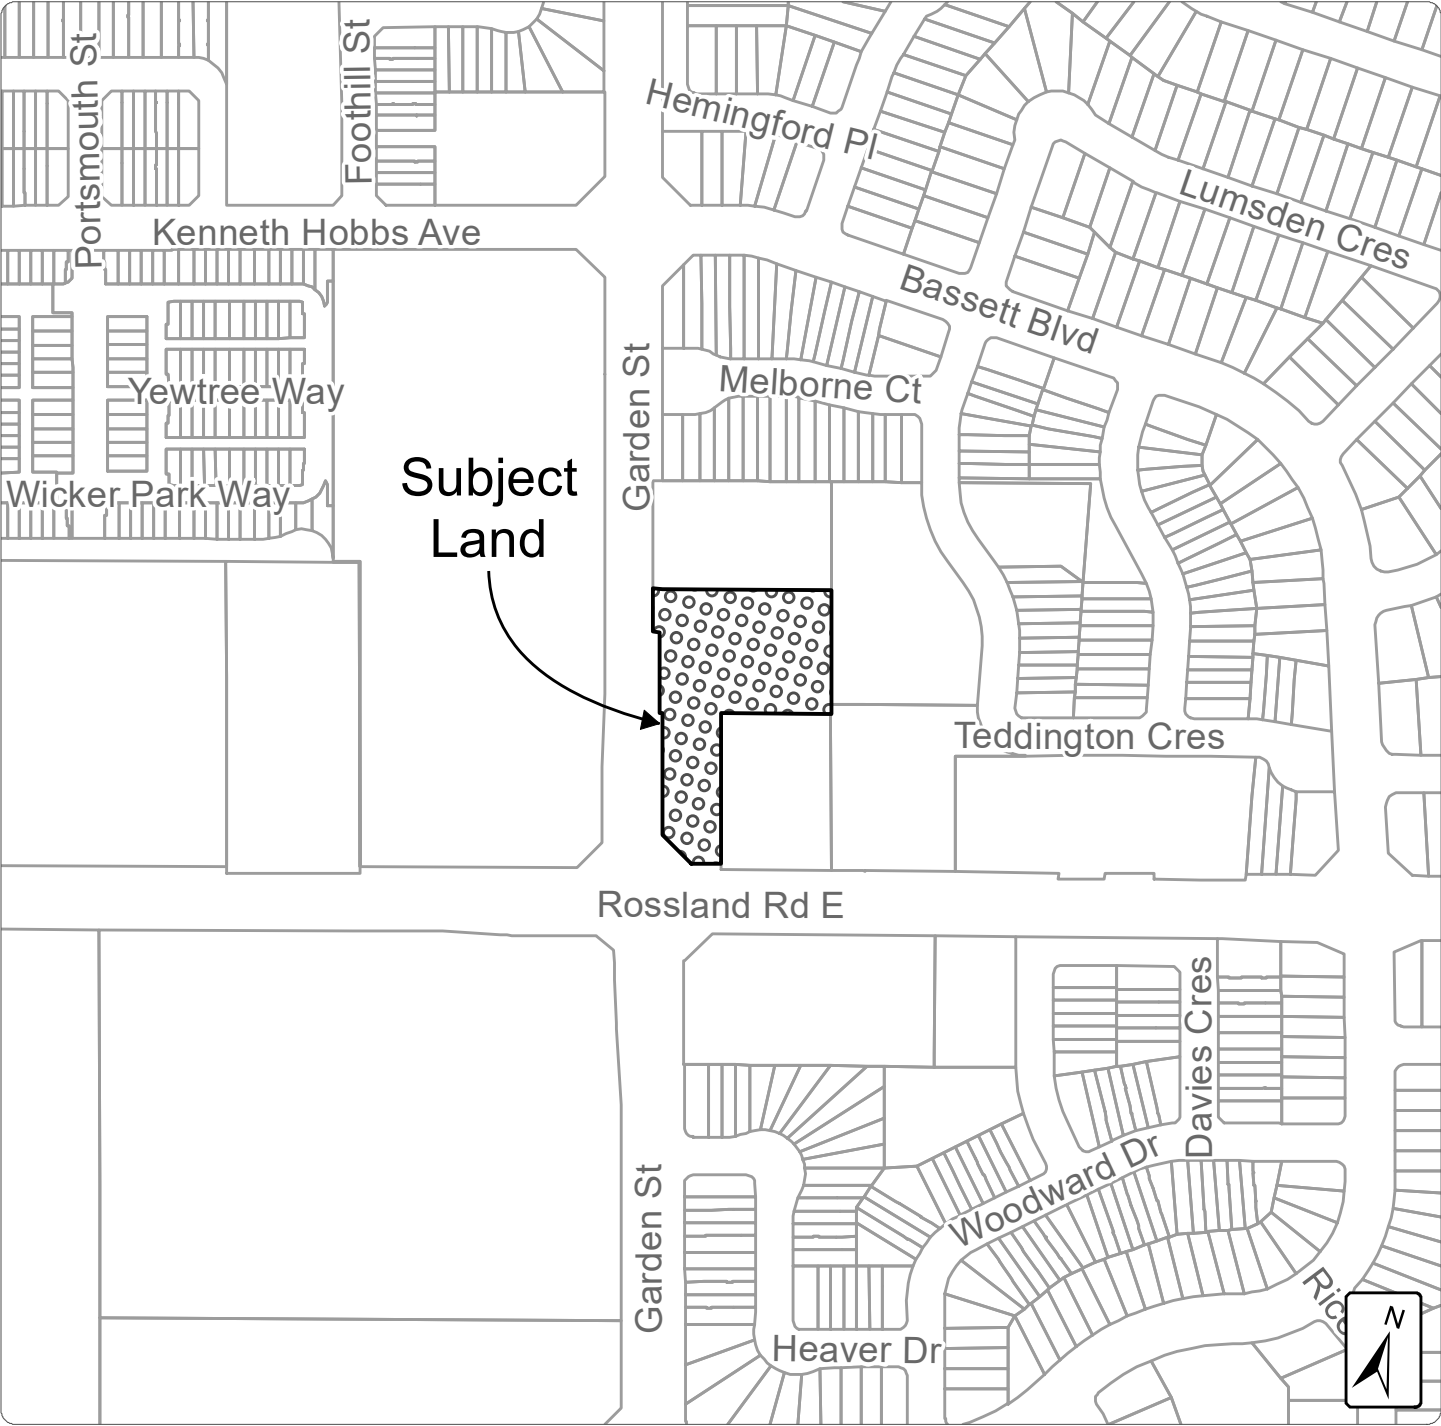 Portsmouth St
Foothill St
Hemingford Pl
Lumsden Cres
Kenneth Hobbs Ave
Bassett Blvd
Yewtree Way
Melborne Ct
Garden St
Wicker Park Way
Subject
Land
Teddington Cres
Rossland Rd E
Davies Cres
Woodward Dr
Garden St
Rice
Heaver Dr
N